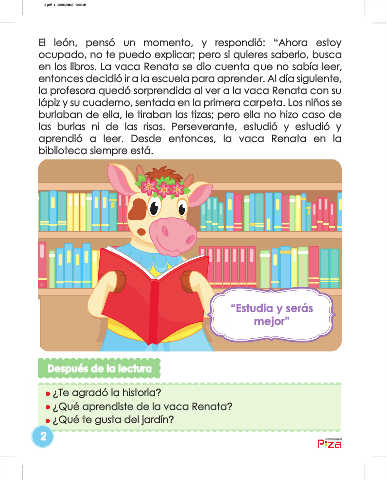 El león, pensó un momento, y respondió: “Ahora estoy
ocupado, no te puedo explicar; pero si quieres saberlo, busca
en los libros. La vaca Renata se dio cuenta que no sabía leer,
entonces decidió ir a la escuela para aprender. Al día siguiente,
la profesora quedó sorprendida al ver a la vaca Renata con su
lápiz y su cuaderno, sentada en la primera carpeta. Los niños se
burlaban de ella, le tiraban las tizas; pero ella no hizo caso de
las burlas ni de las risas. Perseverante, estudió y estudió y
aprendió a leer. Desde entonces, la vaca Renata en la
biblioteca siempre está.
“Estudia y serás
mejor”
Después de la lectura
¿Te agradó la historia?
¿Qué aprendiste de la vaca Renata?
¿Qué te gusta del jardín?
2